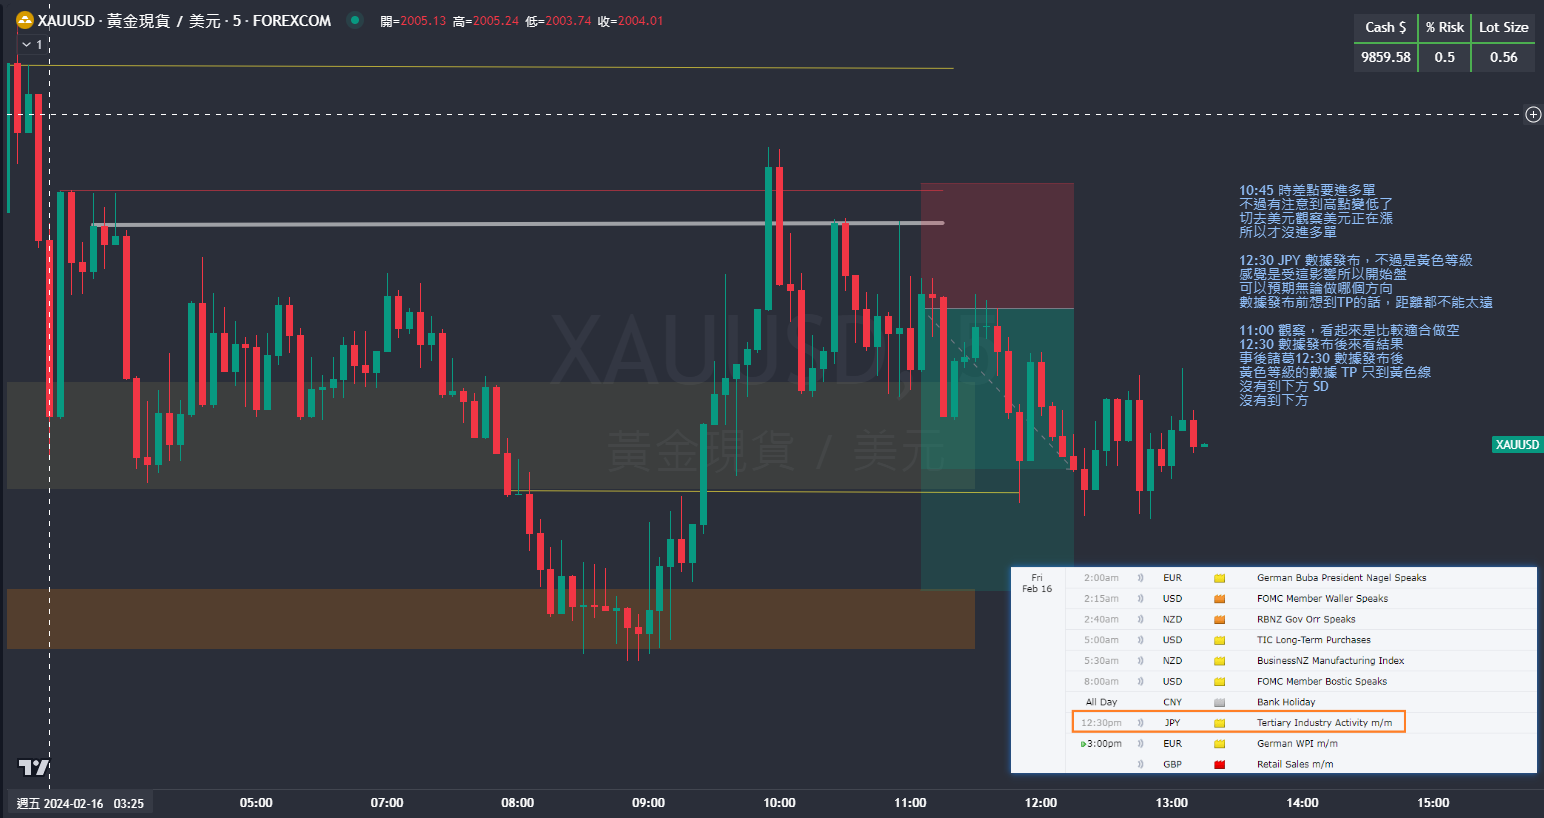 XAUUSD · 黃金現貨 / 美元 · 5 · FOREXCOM 開=2005.13 高=2005.24 低=2003.74 收=2004.01
1
Cash $ % Risk Lot Size
9859.58 0.5 0.56
10:45 時差點要進多單
不過有注意到高點變低了
切去美元觀察美元正在漲
所以才沒進多單
12:30 JPY 數據發布，不過是黃色等級
感覺是受這影響所以開始盤
可以預期無論做哪個方向
數據發布前想到TP的話，距離都不能太遠
11:00 觀察，看起來是比較適合做空
12:30 數據發布後來看結果
事後諸葛12:30 數據發布後
黃色等級的數據 TP 只到黃色線
沒有到下方 SD
沒有到下方
XAUUSD, 5
黃金現貨 / 美元
XAUUSD
Fri
Feb 16
2:00am EUR German Buba President Nagel Speaks
2:15am USD FOMC Member Waller Speaks
2:40am NZD RBNZ Gov Orr Speaks
5:00am USD TIC Long-Term Purchases
5:30am NZD BusinessNZ Manufacturing Index
8:00am USD FOMC Member Bostic Speaks
All Day CNY Bank Holiday
12:30pm JPY Tertiary Industry Activity m/m
3:00pm EUR German WPI m/m
GBP Retail Sales m/m
週五 2024-02-16 03:25 05:00 07:00 08:00 09:00 10:00 11:00 12:00 13:00 14:00 15:00